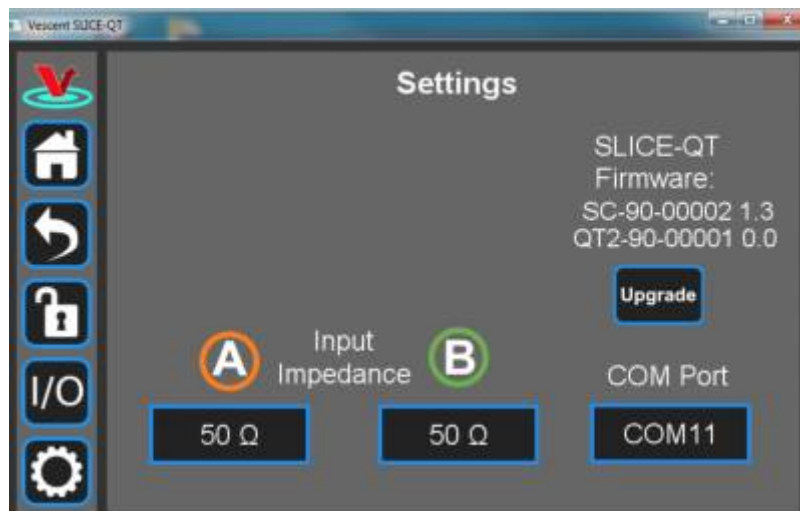 Vescent SLICE-QT
Settings
SLICE-QT
Firmware:
SC-90-00002 1.3
QT2-90-00001 0.0
Upgrade
A
Input
Impedance
B
COM Port
I/O
50 Ω
50 Ω
COM11